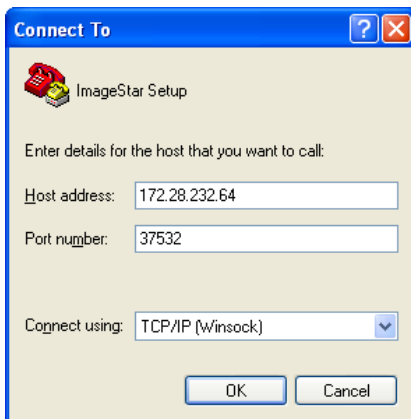 Connect To
ImageStar Setup
Enter details for the host that you want to call:
Host address: 172.28.232.64
Port number: 37532
Connect using: TCP/IP (Winsock)
OK Cancel